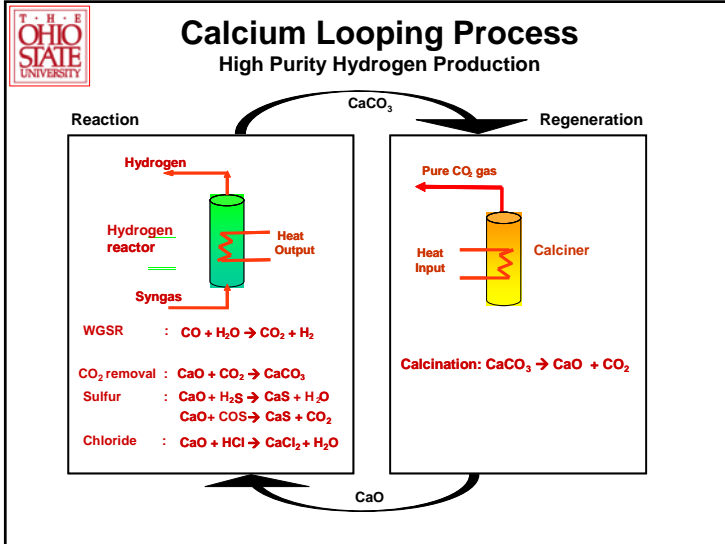 T · H · E
OHIO
STATE
UNIVERSITY
Calcium Looping Process
High Purity Hydrogen Production
CaCO₃
Reaction
Regeneration
Hydrogen
Hydrogen
reactor
Heat
Output
Syngas
WGSR : CO + H₂O → CO₂ + H₂
CO₂ removal : CaO + CO₂ → CaCO₃
Sulfur : CaO + H₂S → CaS + H₂O
CaO+ COS → CaS + CO₂
Chloride : CaO + HCl → CaCl₂ + H₂O
Pure CO₂ gas
Heat
Input
Calciner
Calcination: CaCO₃ → CaO + CO₂
CaO